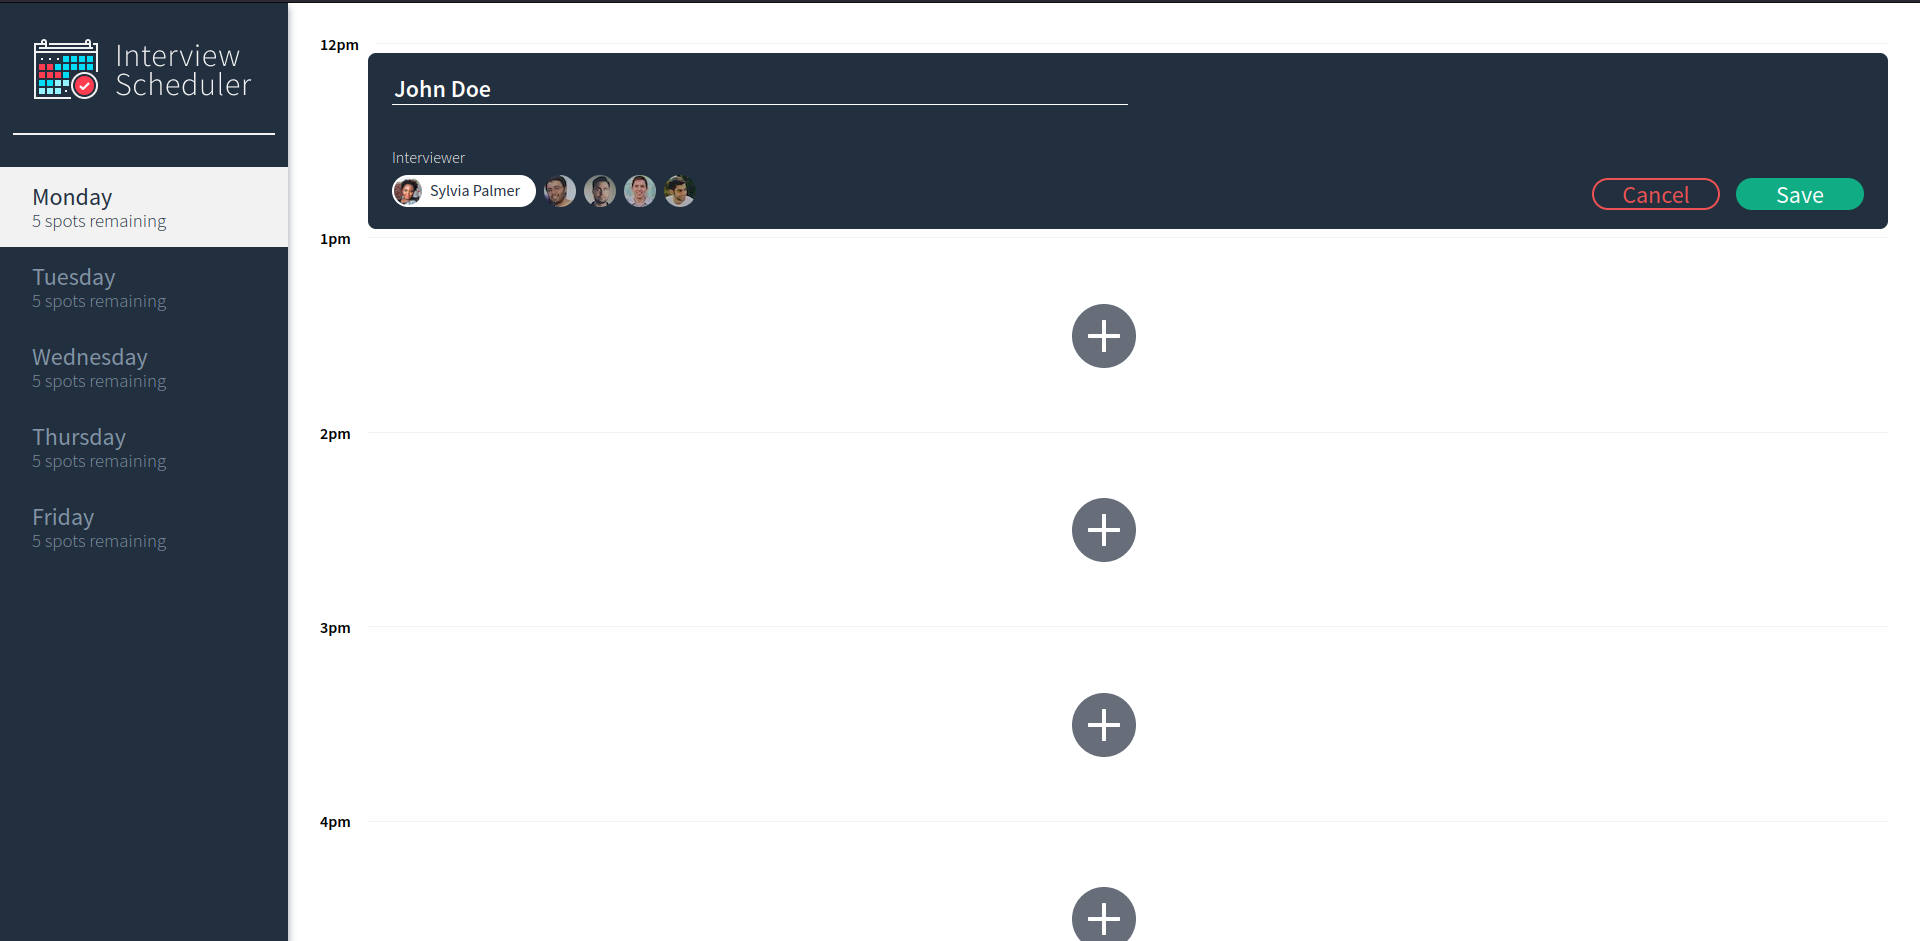 Interview
Scheduler
Monday
5 spots remaining
Tuesday
5 spots remaining
Wednesday
5 spots remaining
Thursday
5 spots remaining
Friday
5 spots remaining
12pm
John Doe
Interviewer
Sylvia Palmer
Cancel
Save
1pm
2pm
3pm
4pm